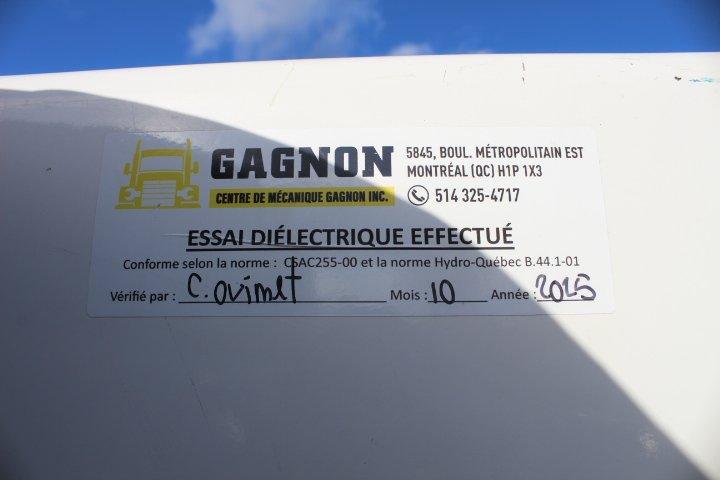 GAGNON
CENTRE DE MÉCANIQUE GAGNON INC.
5845, BOUL. MÉTROPOLITAIN EST
MONTRÉAL (QC) H1P 1X3
514 325-4717
ESSAI DIÉLECTRIQUE EFFECTUÉ
Conforme selon la norme : CSAC255-00 et la norme Hydro-Québec B.44.1-01
Vérifié par : C. Ouimet Mois : 10 Année : 2025